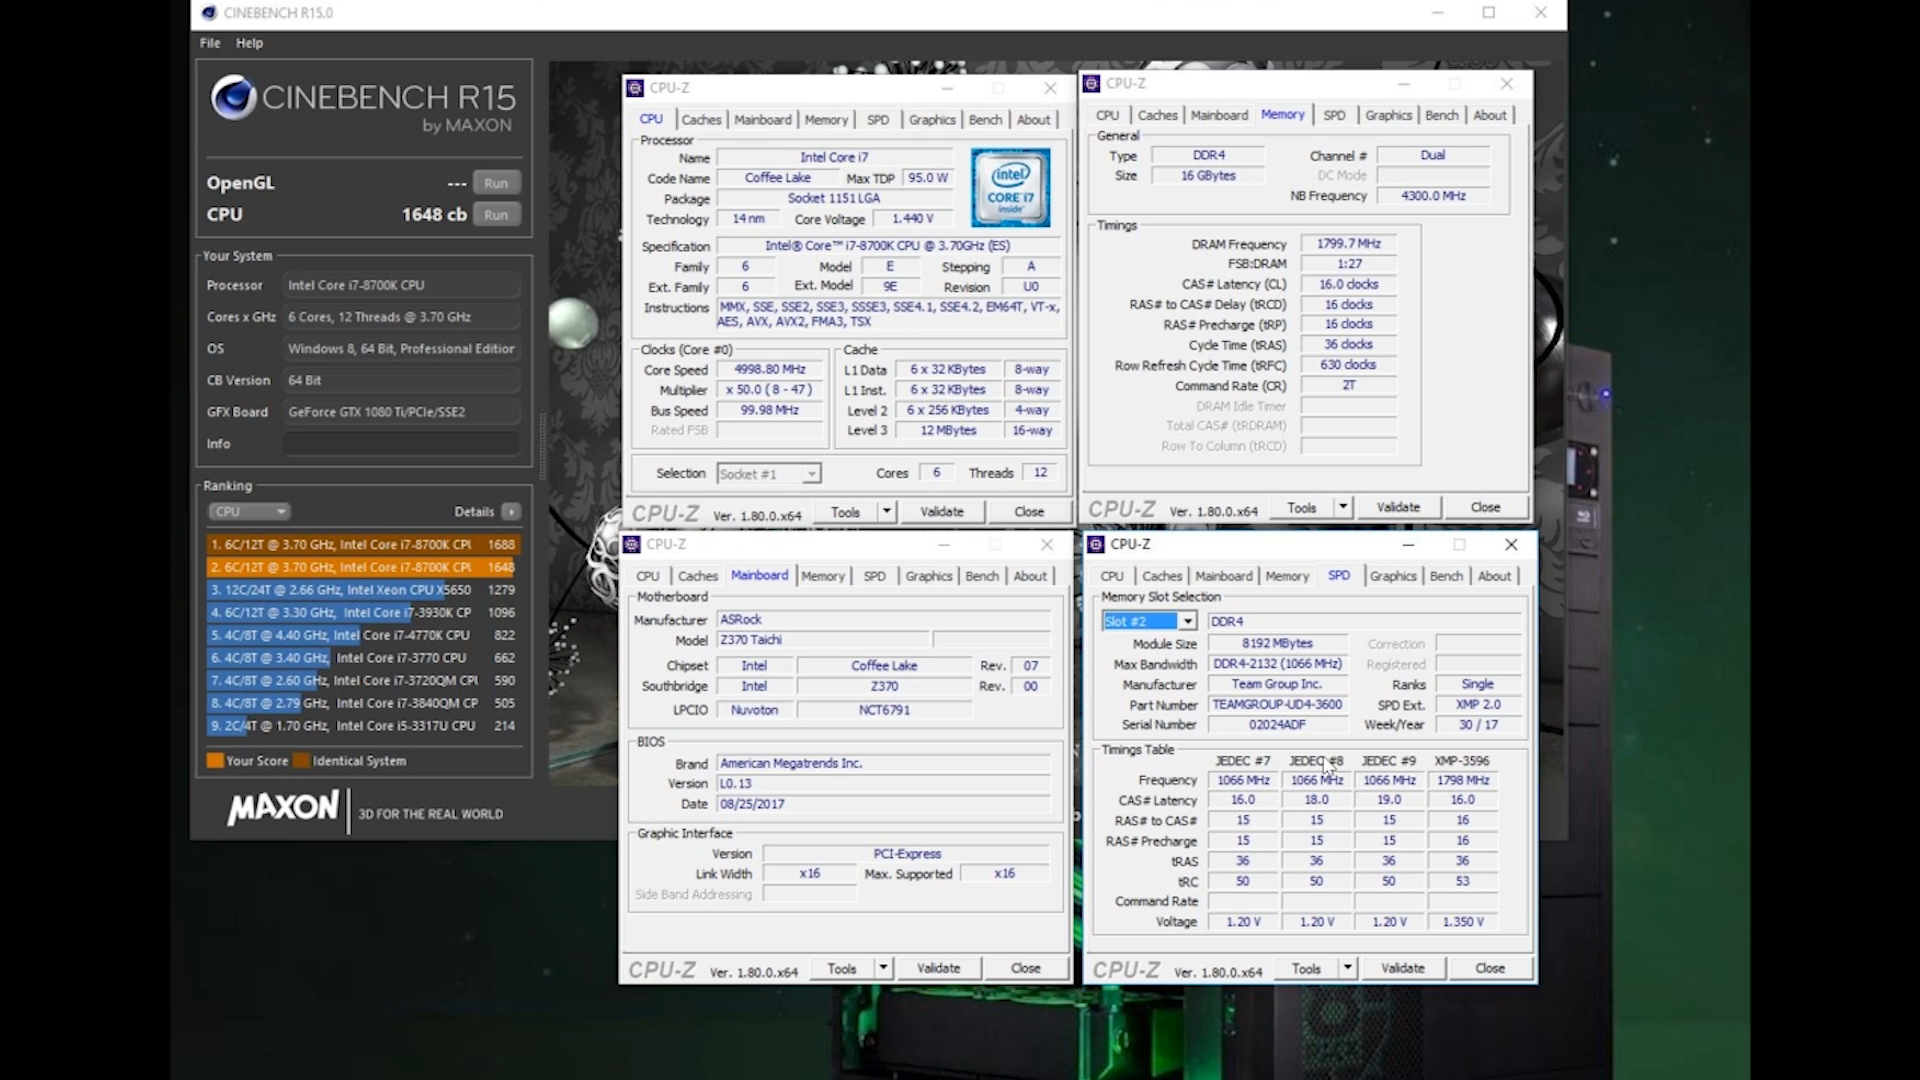 CINEBENCH R15.0
File Help
CINEBENCH R15
by MAXON
OpenGL --- Run
CPU 1648 cb Run
Your System
Processor Intel Core i7-8700K CPU
Cores x GHz 6 Cores, 12 Threads @ 3.70 GHz
OS Windows 8, 64 Bit, Professional Edition
CB Version 64 Bit
GFX Board GeForce GTX 1080 Ti/PCIe/SSE2
Info
Ranking
CPU Details
1. 6C/12T @ 3.70 GHz, Intel Core i7-8700K CPU 1688
2. 6C/12T @ 3.70 GHz, Intel Core i7-8700K CPU 1648
3. 12C/24T @ 2.66 GHz, Intel Xeon CPU X5650 1279
4. 6C/12T @ 3.30 GHz, Intel Core i7-3930K CP 1096
5. 4C/8T @ 4.40 GHz, Intel Core i7-4770K CPU 822
6. 4C/8T @ 3.40 GHz, Intel Core i7-3770 CPU 662
7. 4C/8T @ 2.60 GHz, Intel Core i7-3720QM CPU 590
8. 4C/8T @ 2.79 GHz, Intel Core i7-3840QM CP 505
9. 2C/4T @ 1.70 GHz, Intel Core i5-3317U CPU 214
Your Score Identical System
MAXON 3D FOR THE REAL WORLD
CPU-Z
CPU Caches Mainboard Memory SPD Graphics Bench About
Processor
Name Intel Core i7
Code Name Coffee Lake Max TDP 95.0 W
Package Socket 1151 LGA
Technology 14 nm Core Voltage 1.440 V
intel CORE i7 inside
Specification Intel® Core™ i7-8700K CPU @ 3.70GHz (ES)
Family 6 Model E Stepping A
Ext. Family 6 Ext. Model 9E Revision U0
Instructions MMX, SSE, SSE2, SSE3, SSSE3, SSE4.1, SSE4.2, EM64T, VT-x,
AES, AVX, AVX2, FMA3, TSX
Clocks (Core #0)
Core Speed 4998.80 MHz
Multiplier x 50.0 ( 8 - 47 )
Bus Speed 99.98 MHz
Rated FSB
Cache
L1 Data 6 x 32 KBytes 8-way
L1 Inst. 6 x 32 KBytes 8-way
Level 2 6 x 256 KBytes 4-way
Level 3 12 MBytes 16-way
Selection Socket #1 Cores 6 Threads 12
CPU-Z Ver. 1.80.0.x64 Tools Validate Close
CPU-Z
CPU Caches Mainboard Memory SPD Graphics Bench About
General
Type DDR4 Channel # Dual
Size 16 GBytes DC Mode
NB Frequency 4300.0 MHz
Timings
DRAM Frequency 1799.7 MHz
FSB:DRAM 1:27
CAS# Latency (CL) 16.0 clocks
RAS# to CAS# Delay (tRCD) 16 clocks
RAS# Precharge (tRP) 16 clocks
Cycle Time (tRAS) 36 clocks
Row Refresh Cycle Time (tRFC) 630 clocks
Command Rate (CR) 2T
DRAM Idle Timer
Total CAS# (tRDRAM)
Row To Column (tRCD)
CPU-Z Ver. 1.80.0.x64 Tools Validate Close
CPU-Z
CPU Caches Mainboard Memory SPD Graphics Bench About
Motherboard
Manufacturer ASRock
Model Z370 Taichi
Chipset Intel Coffee Lake Rev. 07
Southbridge Intel Z370 Rev. 00
LPCIO Nuvoton NCT6791
BIOS
Brand American Megatrends Inc.
Version L0.13
Date 08/25/2017
Graphic Interface
Version PCI-Express
Link Width x16 Max. Supported x16
Side Band Addressing
CPU-Z Ver. 1.80.0.x64 Tools Validate Close
CPU-Z
CPU Caches Mainboard Memory SPD Graphics Bench About
Memory Slot Selection
Slot #2 DDR4
Module Size 8192 MBytes Correction
Max Bandwidth DDR4-2132 (1066 MHz) Registered
Manufacturer Team Group Inc. Ranks Single
Part Number TEAMGROUP-UD4-3600 SPD Ext. XMP 2.0
Serial Number 02024ADF Week/Year 30 / 17
Timings Table
JEDEC #7 JEDEC #8 JEDEC #9 XMP-3596
Frequency 1066 MHz 1066 MHz 1066 MHz 1798 MHz
CAS# Latency 16.0 18.0 19.0 16.0
RAS# to CAS# 15 15 15 16
RAS# Precharge 15 15 15 16
tRAS 36 36 36 36
tRC 50 50 50 53
Command Rate
Voltage 1.20 V 1.20 V 1.20 V 1.350 V
CPU-Z Ver. 1.80.0.x64 Tools Validate Close